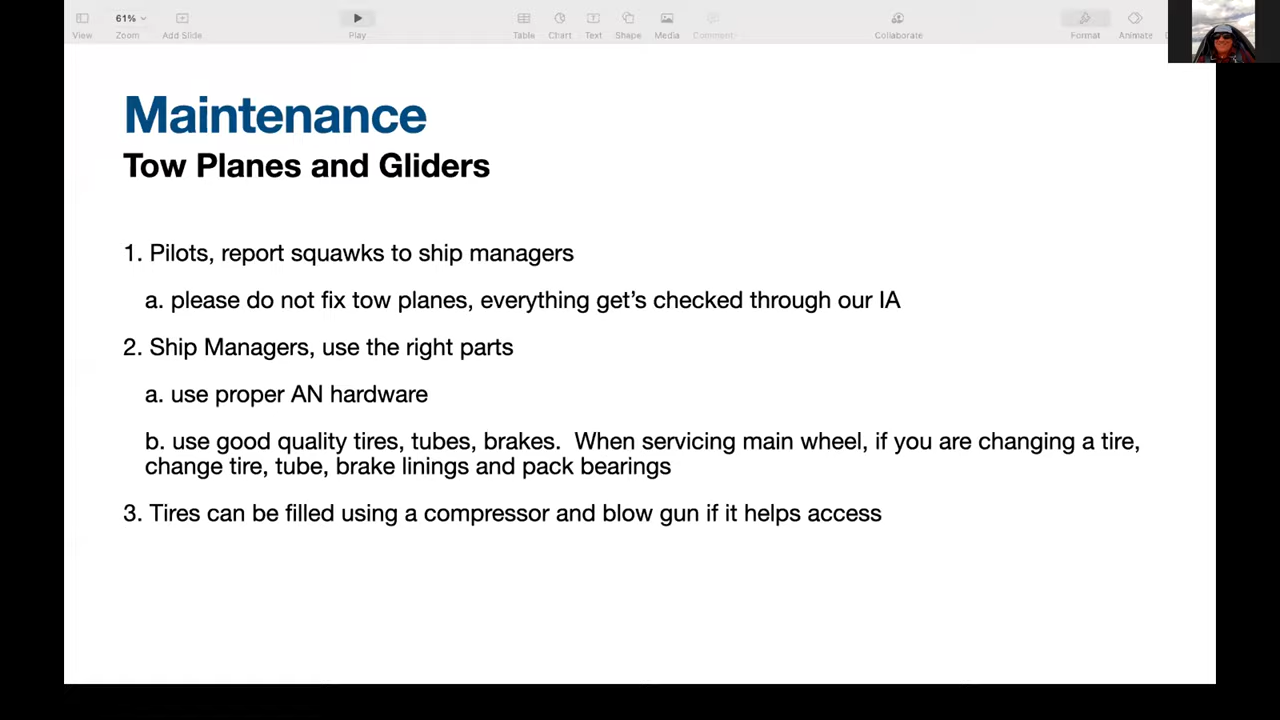 61%
View
Zoom
Add Slide
Play
Table
Chart
Text
Shape
Media
Comment
Collaborate
Format
Animate
Maintenance
Tow Planes and Gliders
1. Pilots, report squawks to ship managers
a. please do not fix tow planes, everything get's checked through our IA
2. Ship Managers, use the right parts
a. use proper AN hardware
b. use good quality tires, tubes, brakes.  When servicing main wheel, if you are changing a tire,
change tire, tube, brake linings and pack bearings
3. Tires can be filled using a compressor and blow gun if it helps access